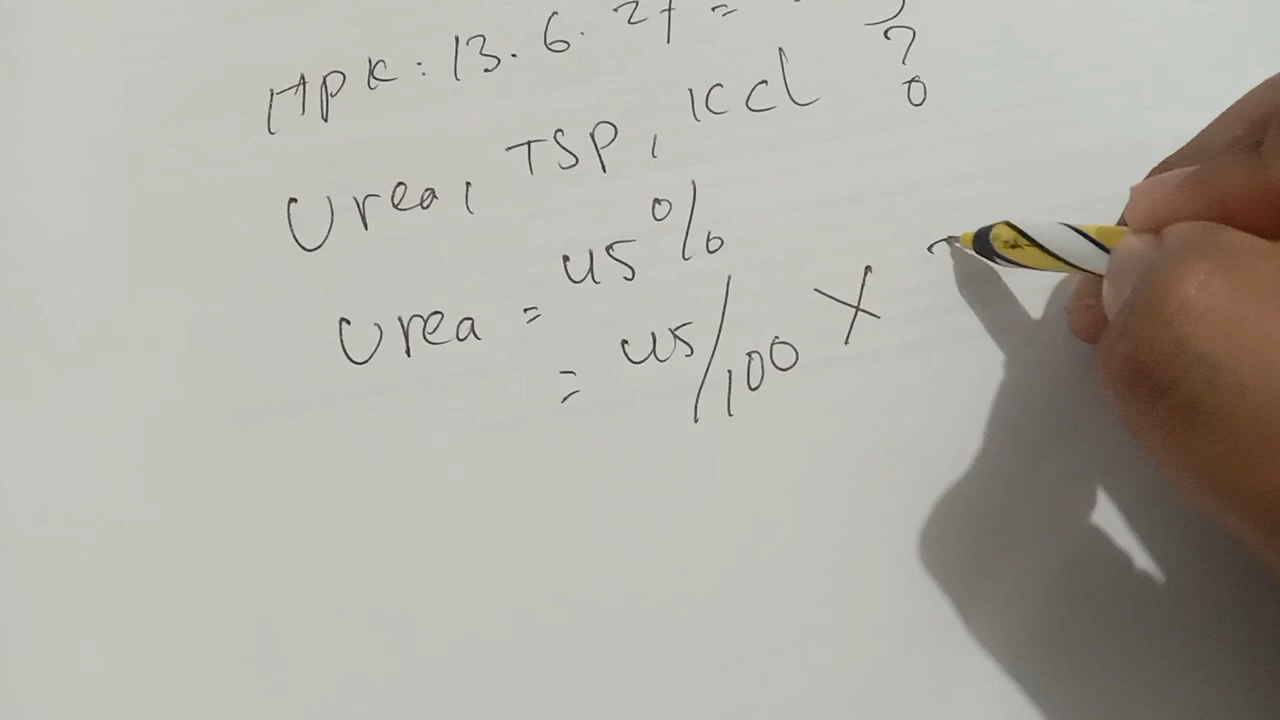 NPK : 13. 6. 27 =
?
Urea, TSP, KCl
Urea = 45%
= 45/100 X